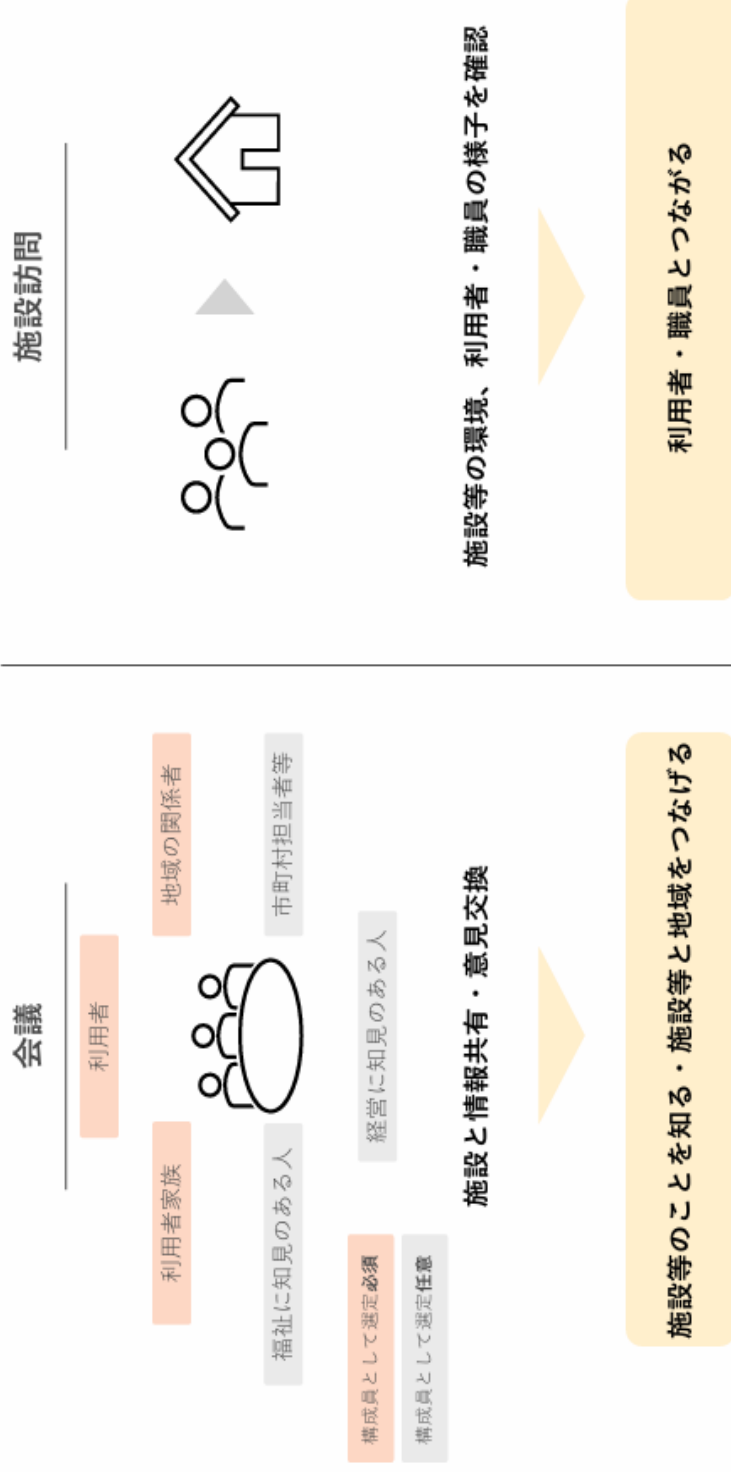 会議
利用者
利用者家族
地域の関係者
福祉に知見のある人
市町村担当者等
経営に知見のある人
構成員として選定必須
構成員として選定任意
施設と情報共有・意見交換
施設等のことを知る・施設等と地域をつなげる
施設訪問
施設等の環境、利用者・職員の様子を確認
利用者・職員とつながる